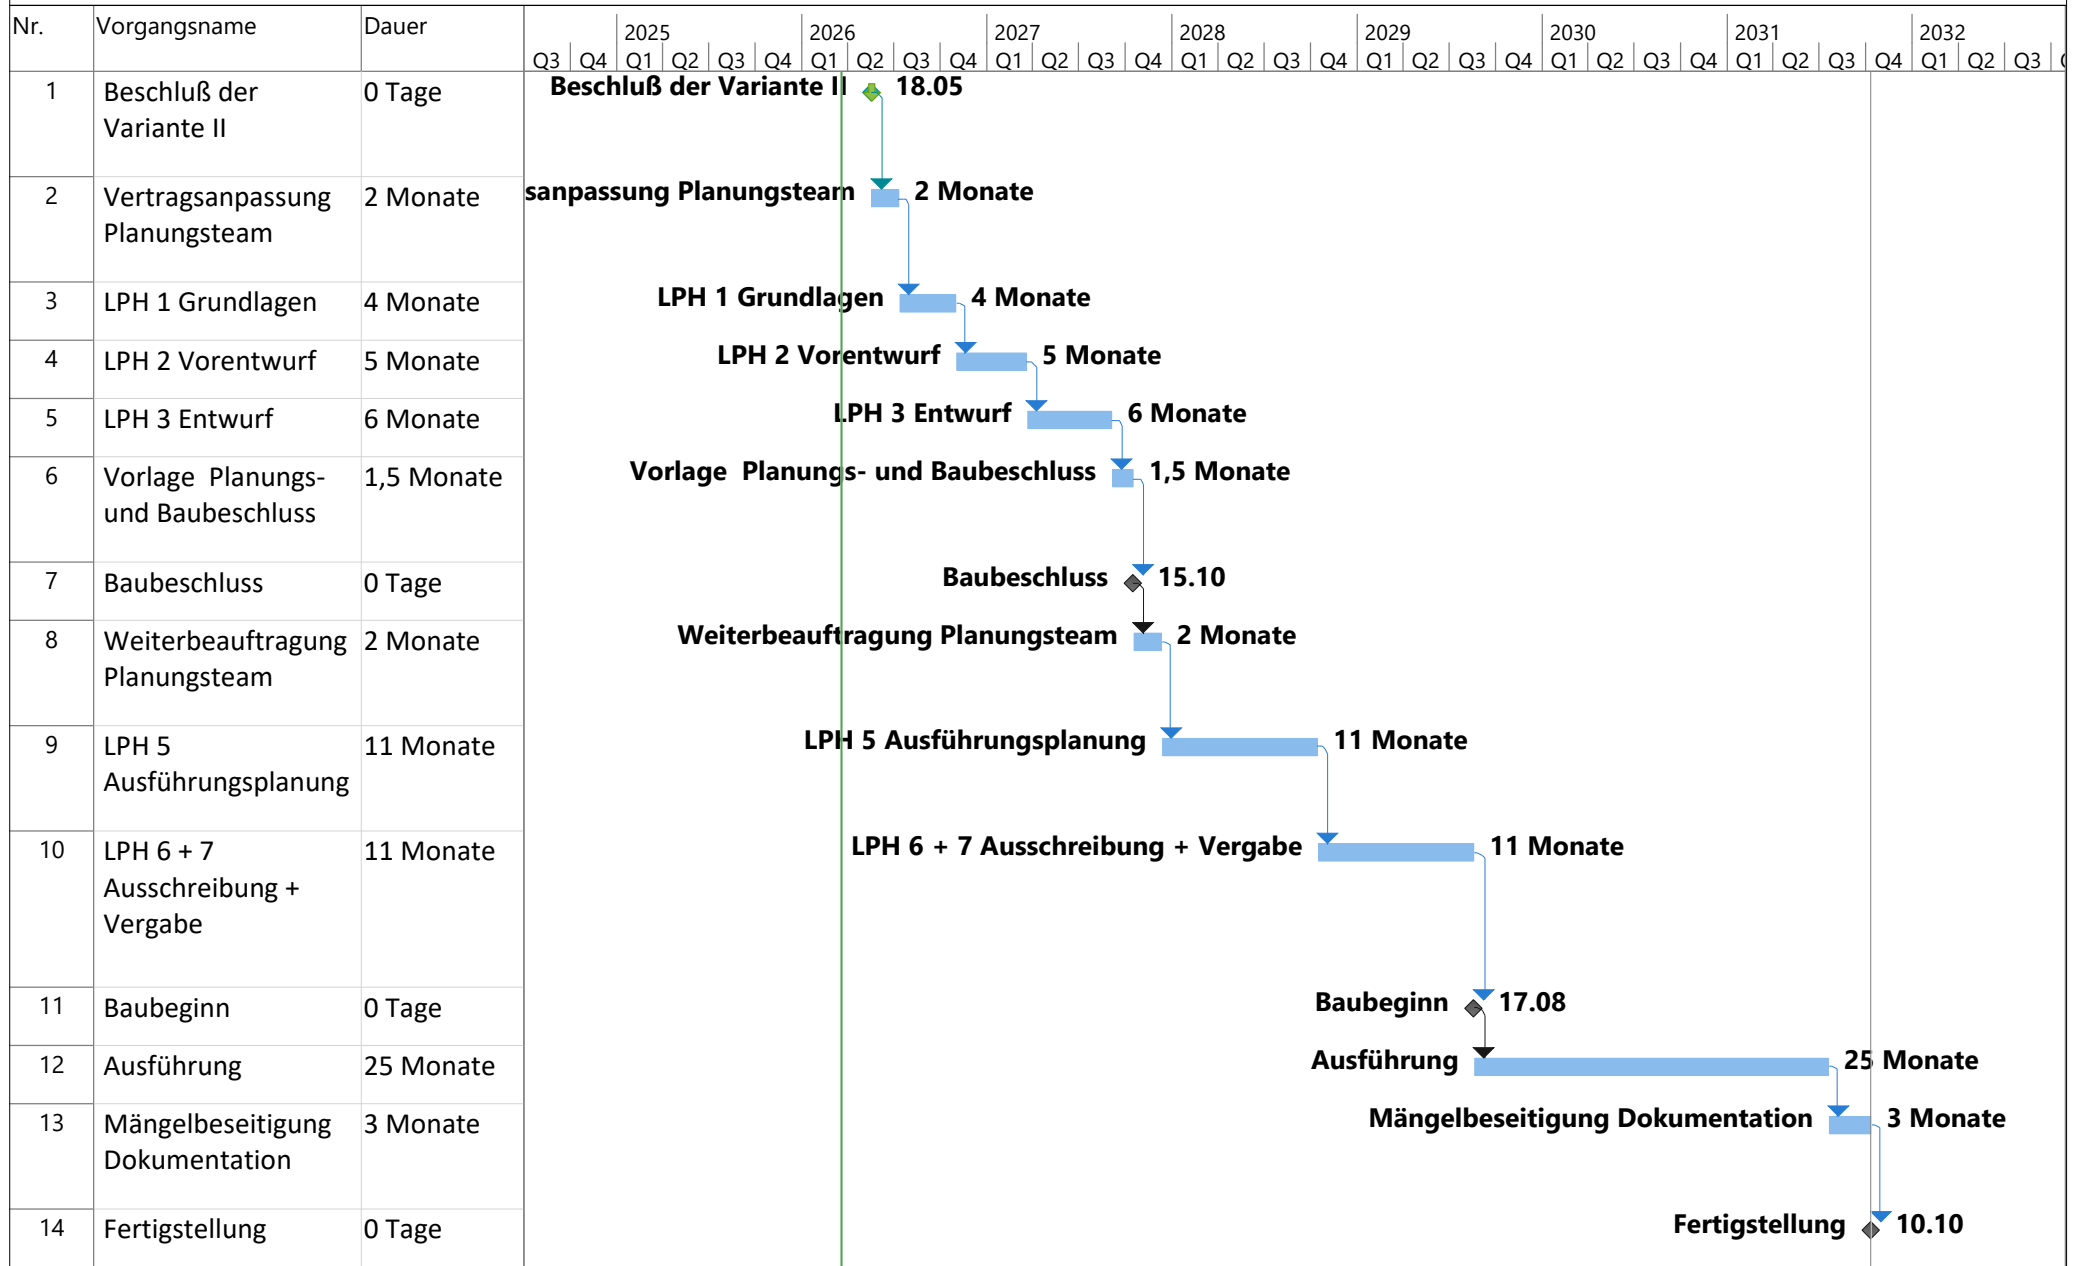 Nr. Vorgangsname Dauer 2025 2026 2027 2028 2029 2030 2031 2032
Q3 Q4 Q1 Q2 Q3 Q4 Q1 Q2 Q3 Q4 Q1 Q2 Q3 Q4 Q1 Q2 Q3 Q4 Q1 Q2 Q3 Q4 Q1 Q2 Q3 Q4 Q1 Q2 Q3 Q4 Q1 Q2 Q3
1 Beschluß der 0 Tage Beschluß der Variante II 18.05
Variante II
2 Vertragsanpassung 2 Monate sanpassung Planungsteam 2 Monate
Planungsteam
3 LPH 1 Grundlagen 4 Monate LPH 1 Grundlagen 4 Monate
4 LPH 2 Vorentwurf 5 Monate LPH 2 Vorentwurf 5 Monate
5 LPH 3 Entwurf 6 Monate LPH 3 Entwurf 6 Monate
6 Vorlage Planungs- 1,5 Monate Vorlage Planungs- und Baubeschluss 1,5 Monate
und Baubeschluss
7 Baubeschluss 0 Tage Baubeschluss 15.10
8 Weiterbeauftragung 2 Monate Weiterbeauftragung Planungsteam 2 Monate
Planungsteam
9 LPH 5 11 Monate LPH 5 Ausführungsplanung 11 Monate
Ausführungsplanung
10 LPH 6 + 7 11 Monate LPH 6 + 7 Ausschreibung + Vergabe 11 Monate
Ausschreibung +
Vergabe
11 Baubeginn 0 Tage Baubeginn 17.08
12 Ausführung 25 Monate Ausführung 25 Monate
13 Mängelbeseitigung 3 Monate Mängelbeseitigung Dokumentation 3 Monate
Dokumentation
14 Fertigstellung 0 Tage Fertigstellung 10.10